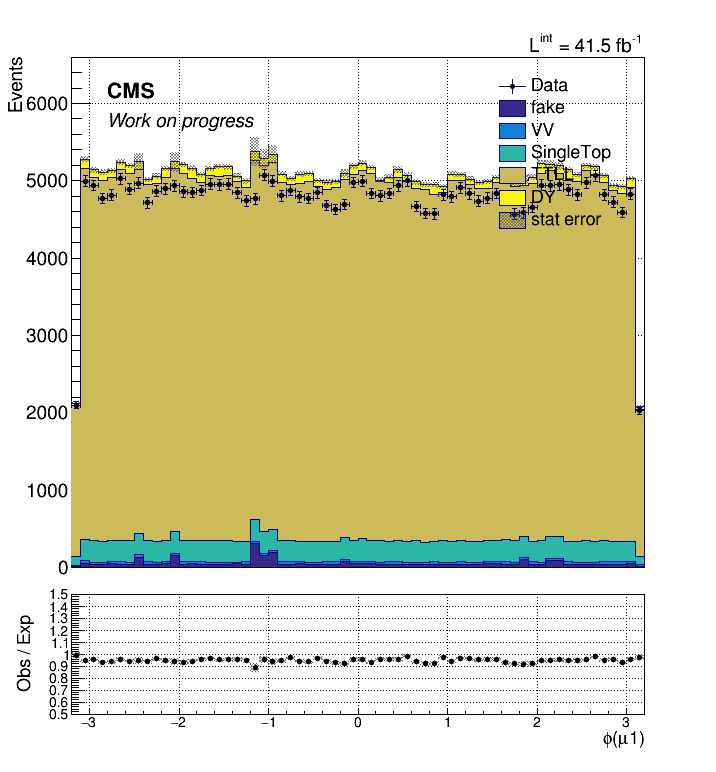 L^int = 41.5 fb^-1
Events
CMS
Work on progress
Data
fake
VV
SingleTop
DY
stat error
6000
5000
4000
3000
2000
1000
0
Obs / Exp
1.5
1.4
1.3
1.2
1.1
1
0.9
0.8
0.7
0.6
0.5
−3 −2 −1 0 1 2 3
ϕ(μ1)